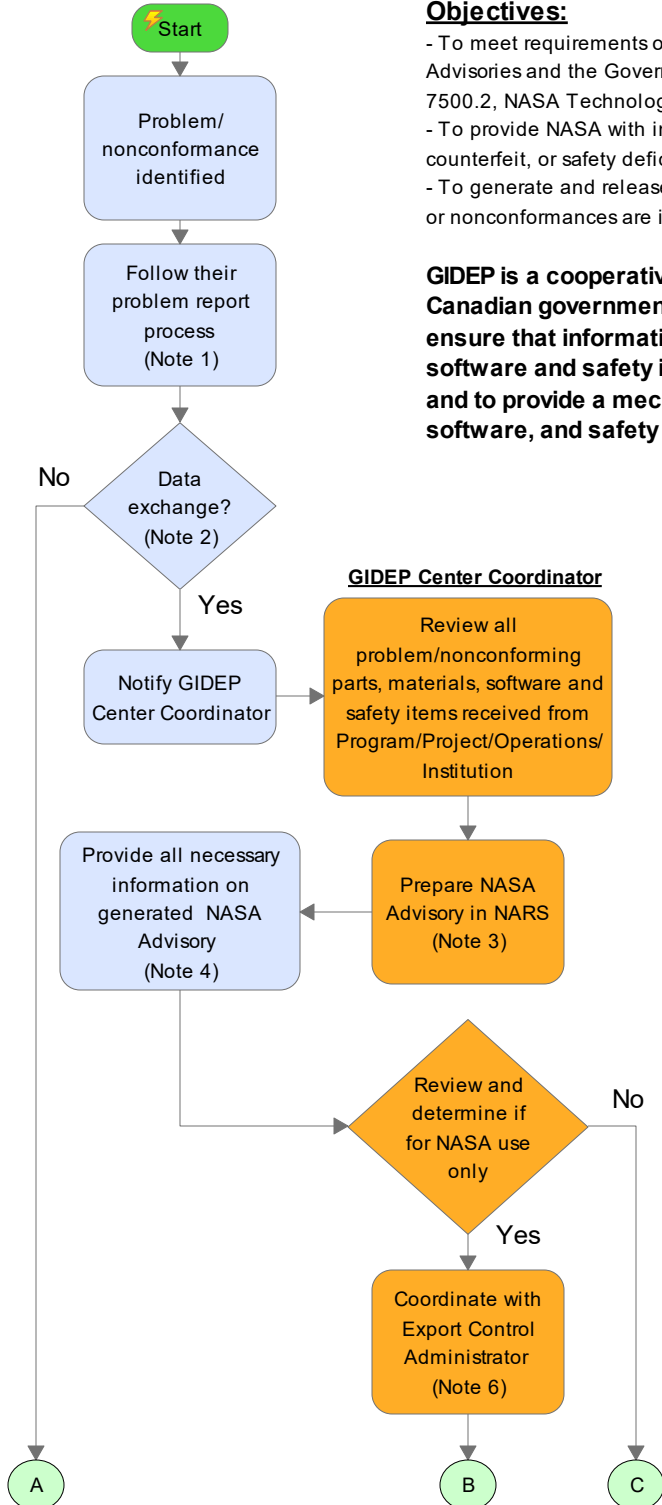 Start
Objectives:
- To meet requirements o
Advisories and the Gover
7500.2, NASA Technolog
- To provide NASA with i
counterfeit, or safety defic
- To generate and release
or nonconformances are i
GIDEP is a cooperativ
Canadian governmen
ensure that informati
software and safety i
and to provide a mec
software, and safety
Problem/
nonconformance
identified
Follow their
problem report
process
(Note 1)
No
Data
exchange?
(Note 2)
Yes
Notify GIDEP
Center Coordinator
GIDEP Center Coordinator
Review all
problem/nonconforming
parts, materials, software and
safety items received from
Program/Project/Operations/
Institution
Prepare NASA
Advisory in NARS
(Note 3)
Provide all necessary
information on
generated NASA
Advisory
(Note 4)
Review and
determine if
for NASA use
only
No
Yes
Coordinate with
Export Control
Administrator
(Note 6)
A
B
C